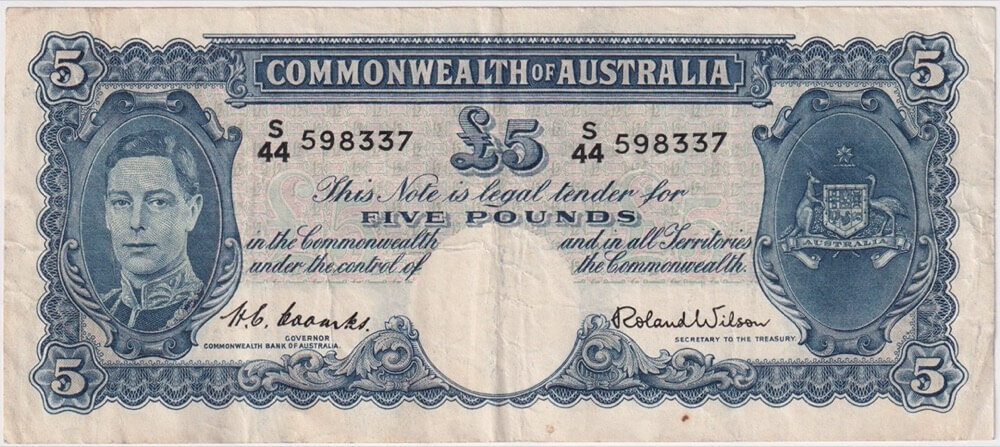 5 5
COMMONWEALTH OF AUSTRALIA
S/44 598337 £5 S/44 598337
This Note is legal tender for
FIVE POUNDS
in the Commonwealth and in all Territories
under the control of the Commonwealth.
AUSTRALIA
H.C. Coombs. Roland Wilson
GOVERNOR
COMMONWEALTH BANK OF AUSTRALIA.
SECRETARY TO THE TREASURY.
5 5